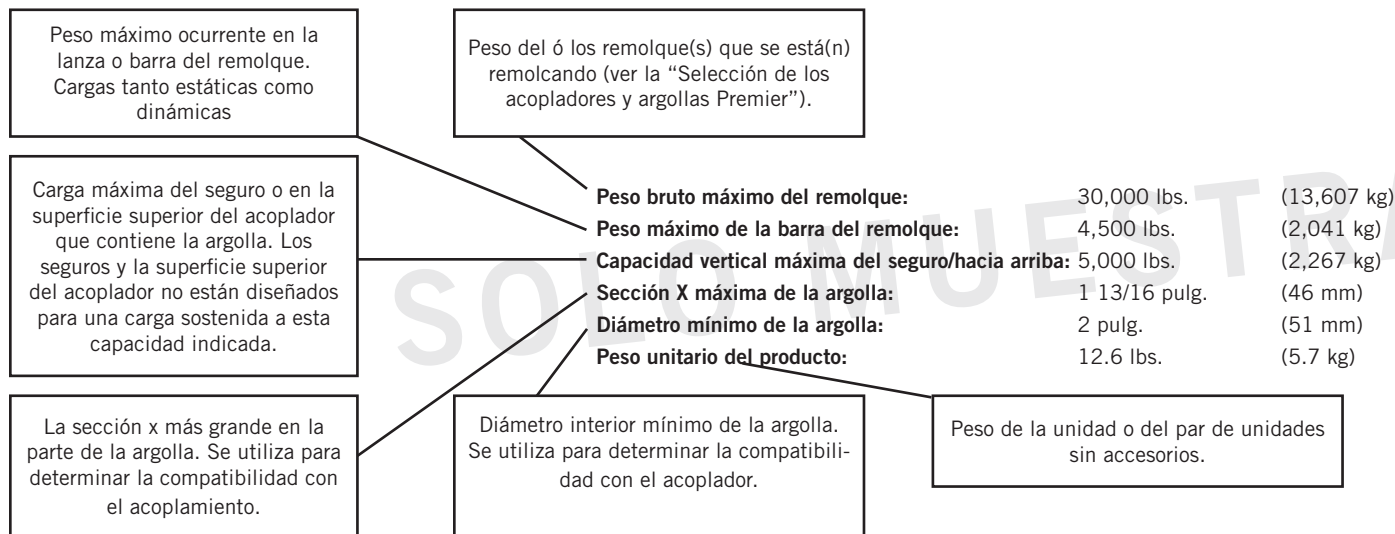 Peso máximo ocurrente en la
lanza o barra del remolque.
Cargas tanto estáticas como
dinámicas
Peso del ó los remolque(s) que se está(n)
remolcando (ver la “Selección de los
acopladores y argollas Premier”).
Carga máxima del seguro o en la
superficie superior del acoplador
que contiene la argolla. Los
seguros y la superficie superior
del acoplador no están diseñados
para una carga sostenida a esta
capacidad indicada.
Peso bruto máximo del remolque: 30,000 lbs. (13,607 kg)
Peso máximo de la barra del remolque: 4,500 lbs. (2,041 kg)
Capacidad vertical máxima del seguro/hacia arriba: 5,000 lbs. (2,267 kg)
Sección X máxima de la argolla: 1 13/16 pulg. (46 mm)
Diámetro mínimo de la argolla: 2 pulg. (51 mm)
Peso unitario del producto: 12.6 lbs. (5.7 kg)
SOLO MUESTRA
La sección x más grande en la
parte de la argolla. Se utiliza para
determinar la compatibilidad con
el acoplamiento.
Diámetro interior mínimo de la argolla.
Se utiliza para determinar la compatibili-
dad con el acoplador.
Peso de la unidad o del par de unidades
sin accesorios.